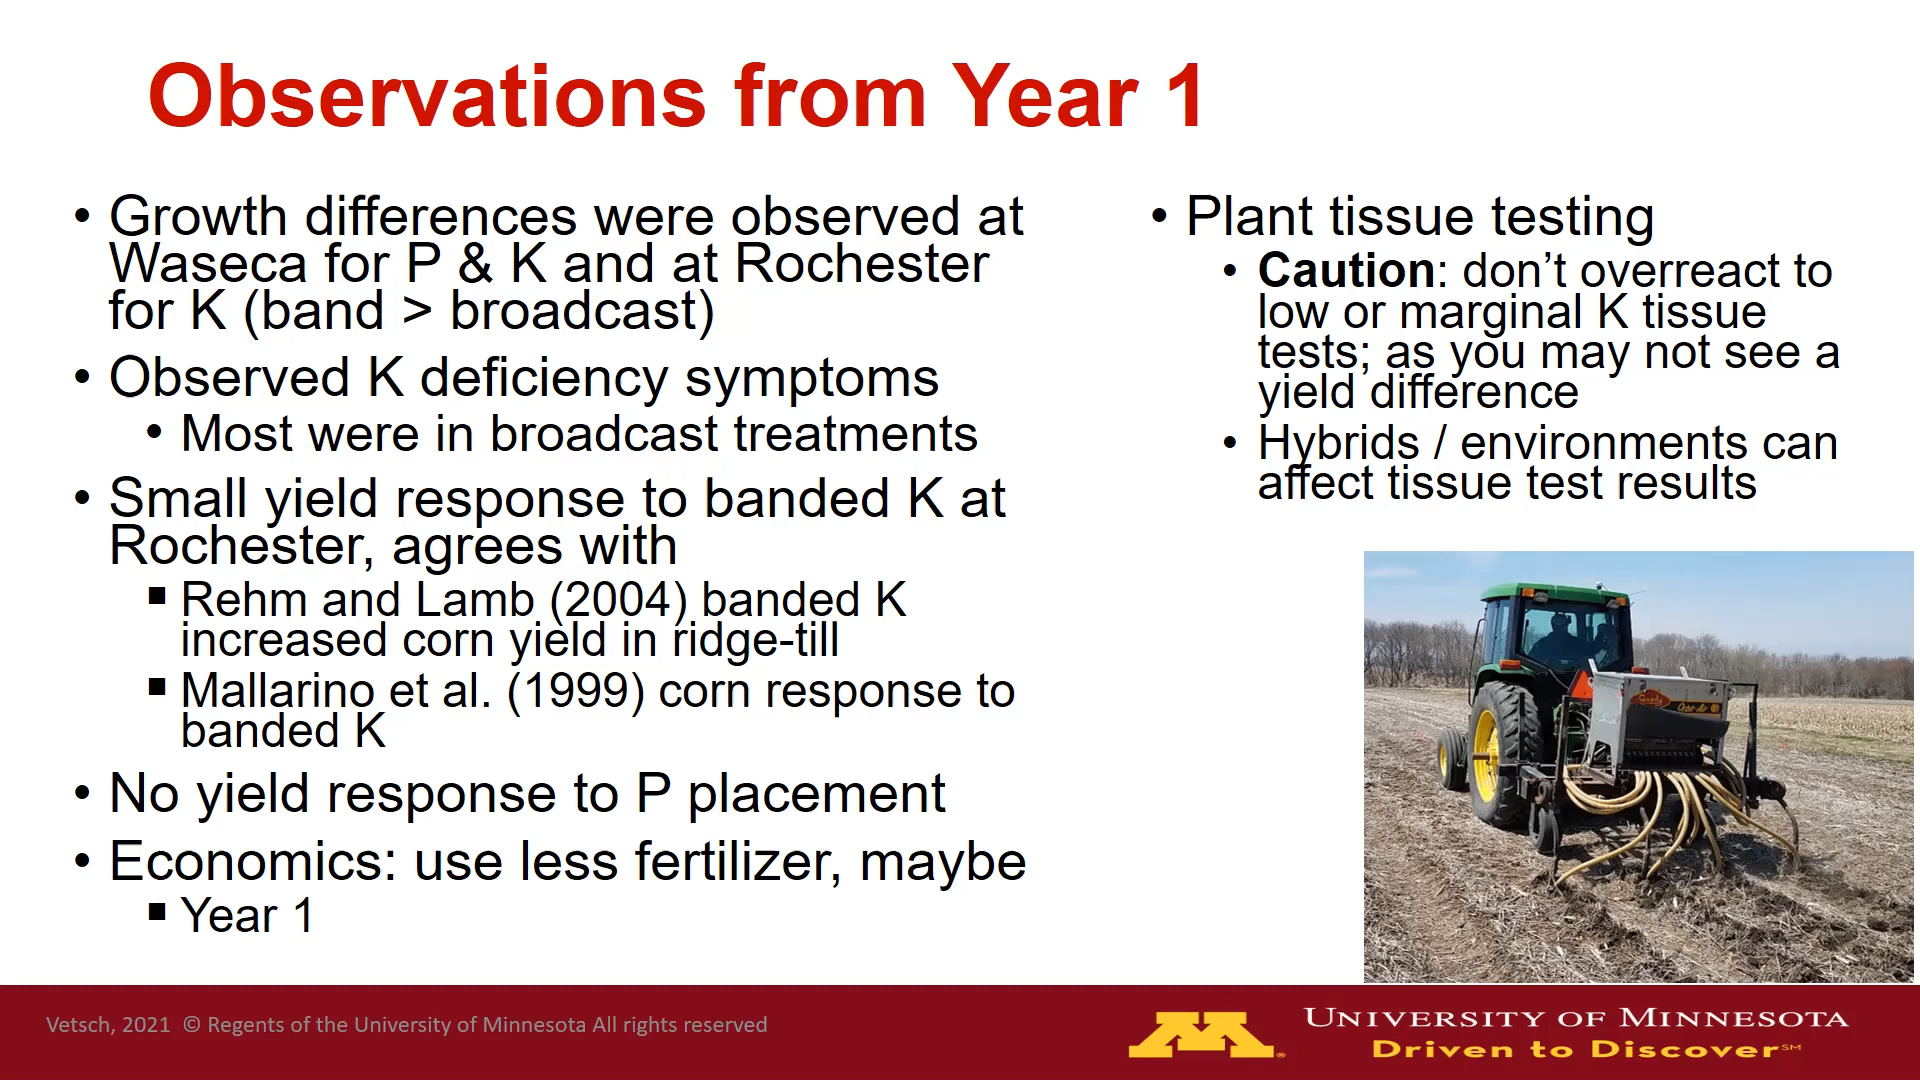 Observations from Year 1
• Growth differences were observed at
Waseca for P & K and at Rochester
for K (band > broadcast)
• Observed K deficiency symptoms
• Most were in broadcast treatments
• Small yield response to banded K at
Rochester, agrees with
▪ Rehm and Lamb (2004) banded K
increased corn yield in ridge-till
▪ Mallarino et al. (1999) corn response to
banded K
• No yield response to P placement
• Economics: use less fertilizer, maybe
▪ Year 1
• Plant tissue testing
• Caution: don’t overreact to
low or marginal K tissue
tests; as you may not see a
yield difference
• Hybrids / environments can
affect tissue test results
Gandy
Orbit-Air
Vetsch, 2021 © Regents of the University of Minnesota All rights reserved
M®
University of Minnesota
Driven to Discover℠